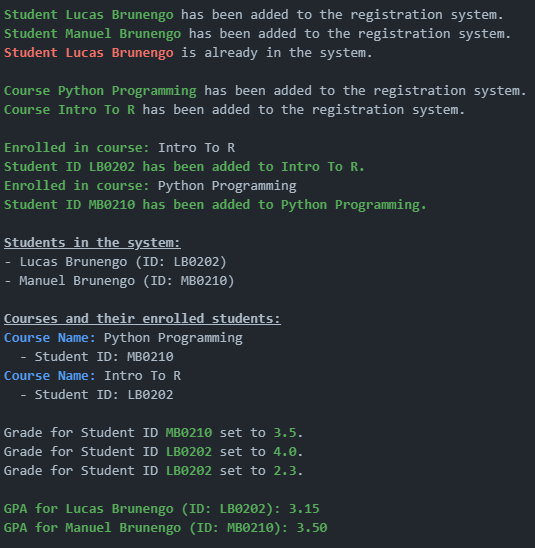 Student Lucas Brunengo has been added to the registration system.
Student Manuel Brunengo has been added to the registration system.
Student Lucas Brunengo is already in the system.
Course Python Programming has been added to the registration system.
Course Intro To R has been added to the registration system.
Enrolled in course: Intro To R
Student ID LB0202 has been added to Intro To R.
Enrolled in course: Python Programming
Student ID MB0210 has been added to Python Programming.
Students in the system:
- Lucas Brunengo (ID: LB0202)
- Manuel Brunengo (ID: MB0210)
Courses and their enrolled students:
Course Name: Python Programming
- Student ID: MB0210
Course Name: Intro To R
- Student ID: LB0202
Grade for Student ID MB0210 set to 3.5.
Grade for Student ID LB0202 set to 4.0.
Grade for Student ID LB0202 set to 2.3.
GPA for Lucas Brunengo (ID: LB0202): 3.15
GPA for Manuel Brunengo (ID: MB0210): 3.50